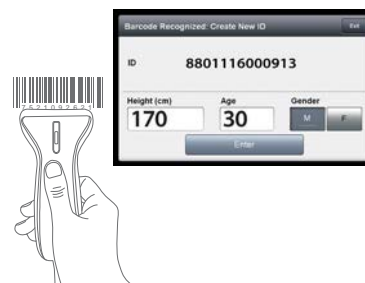 Barcode Recognized: Create New ID
Exit
ID 8801116000913
Height (cm) Age Gender
170 30 M F
Enter